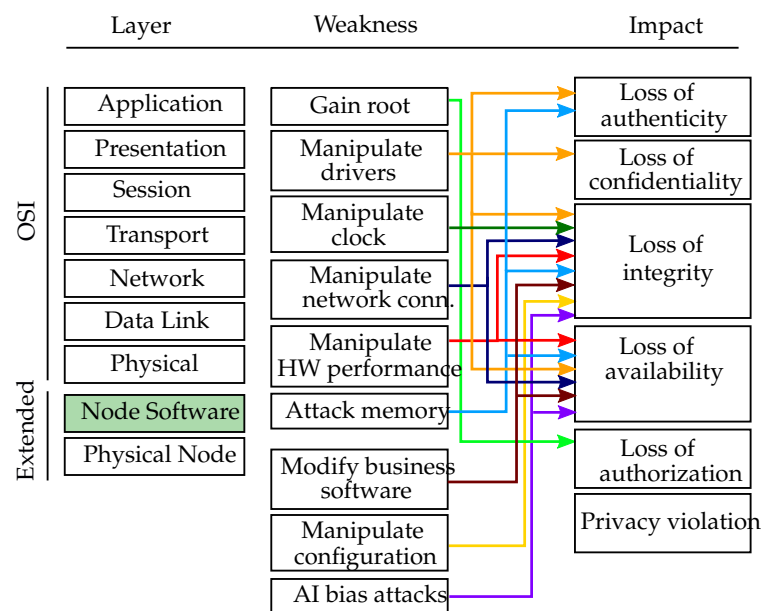 Layer
Weakness
Impact
OSI
Extended
Application
Presentation
Session
Transport
Network
Data Link
Physical
Node Software
Physical Node
Gain root
Manipulate
drivers
Manipulate
clock
Manipulate
network conn.
Manipulate
HW performance
Attack memory
Modify business
software
Manipulate
configuration
AI bias attacks
Loss of
authenticity
Loss of
confidentiality
Loss of
integrity
Loss of
availability
Loss of
authorization
Privacy violation